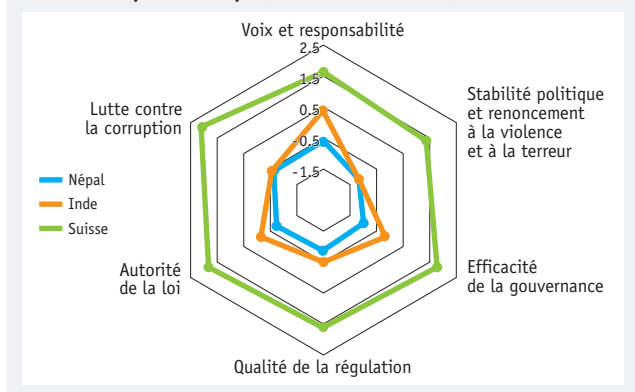 Voix et responsabilité
2.5
1.5
0.5
-0.5
-1.5
Stabilité politique
et renoncement
à la violence
et à la terreur
Lutte contre
la corruption
Népal
Inde
Suisse
Autorité
de la loi
Efficacité
de la gouvernance
Qualité de la régulation